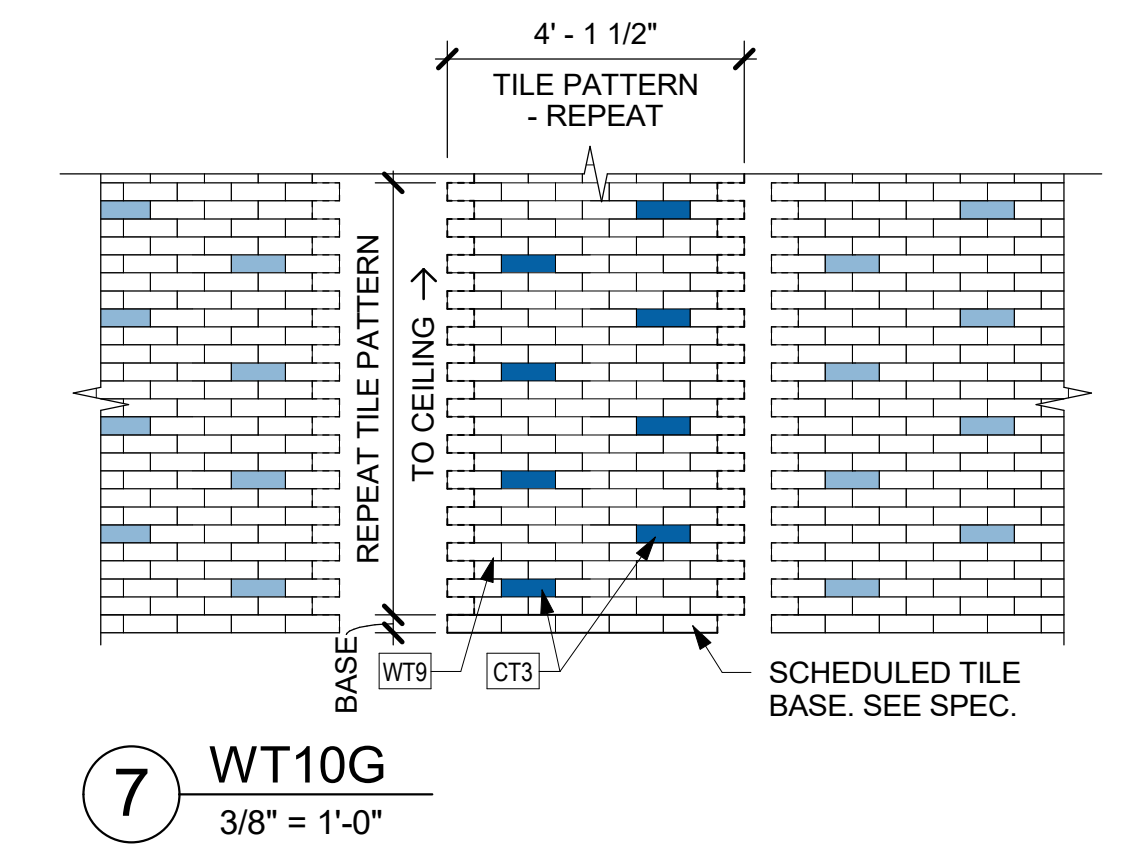 4' - 1 1/2"
TILE PATTERN
- REPEAT
REPEAT TILE PATTERN
TO CEILING
BASE
WT9
CT3
SCHEDULED TILE
BASE. SEE SPEC.
7
WT10G
3/8" = 1'-0"